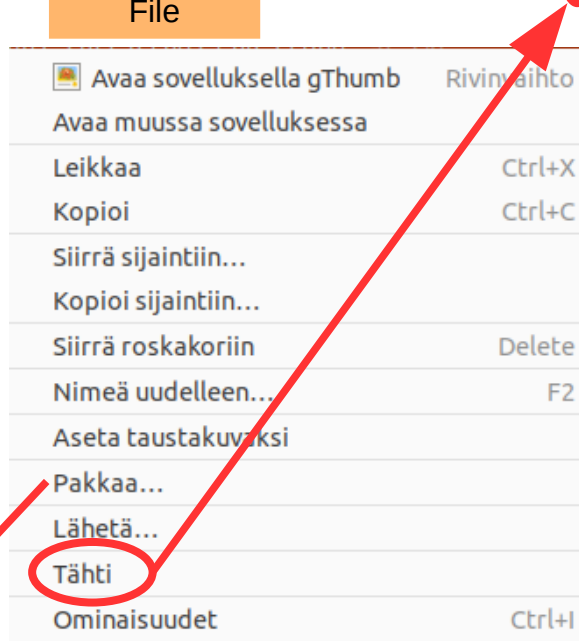 File
Avaa sovelluksella gThumb Rivinvaihto
Avaa muussa sovelluksessa
Leikkaa Ctrl+X
Kopioi Ctrl+C
Siirrä sijaintiin…
Kopioi sijaintiin…
Siirrä roskakoriin Delete
Nimeä uudelleen… F2
Aseta taustakuvaksi
Pakkaa…
Lähetä…
Tähti
Ominaisuudet Ctrl+I